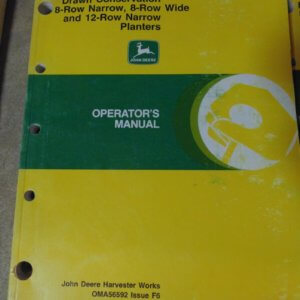 Drawn Conservation
8-Row Narrow, 8-Row Wide
and 12-Row Narrow
Planters
JOHN DEERE
OPERATOR'S
MANUAL
John Deere Harvester Works
OMA56592 Issue F6